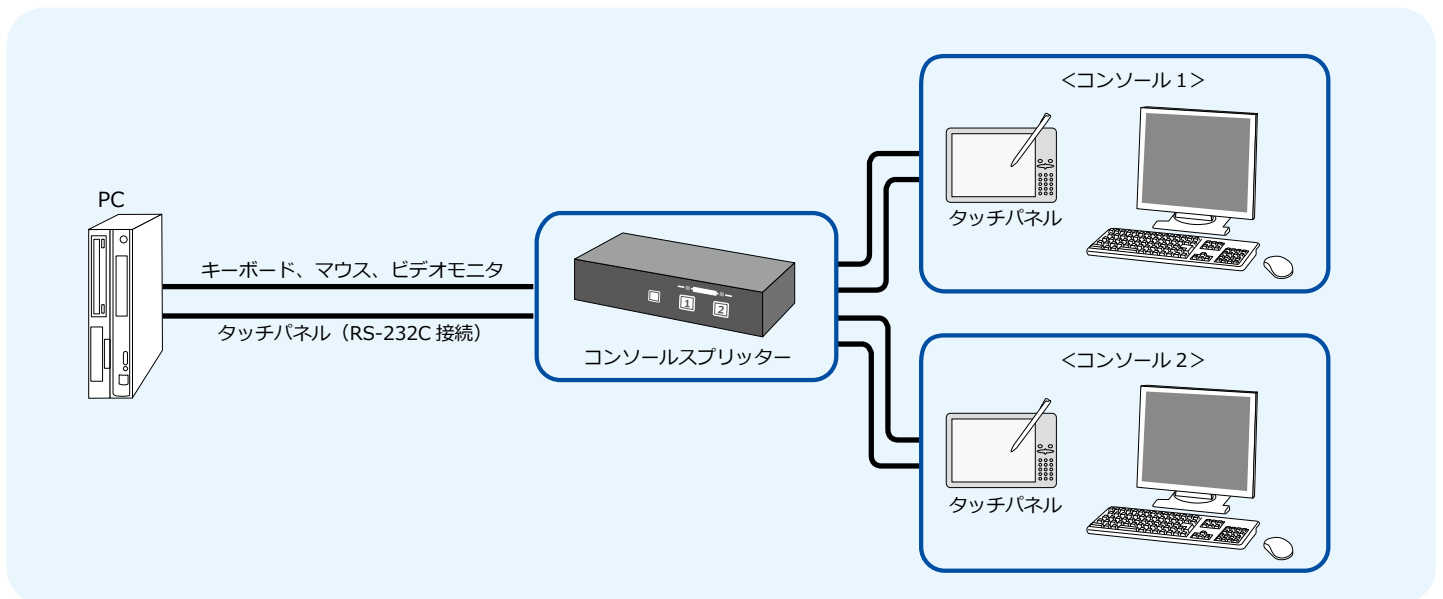 PC
キーボード、マウス、ビデオモニタ
タッチパネル（RS-232C 接続）
1
2
コンソールスプリッター
＜コンソール 1＞
タッチパネル
＜コンソール 2＞
タッチパネル